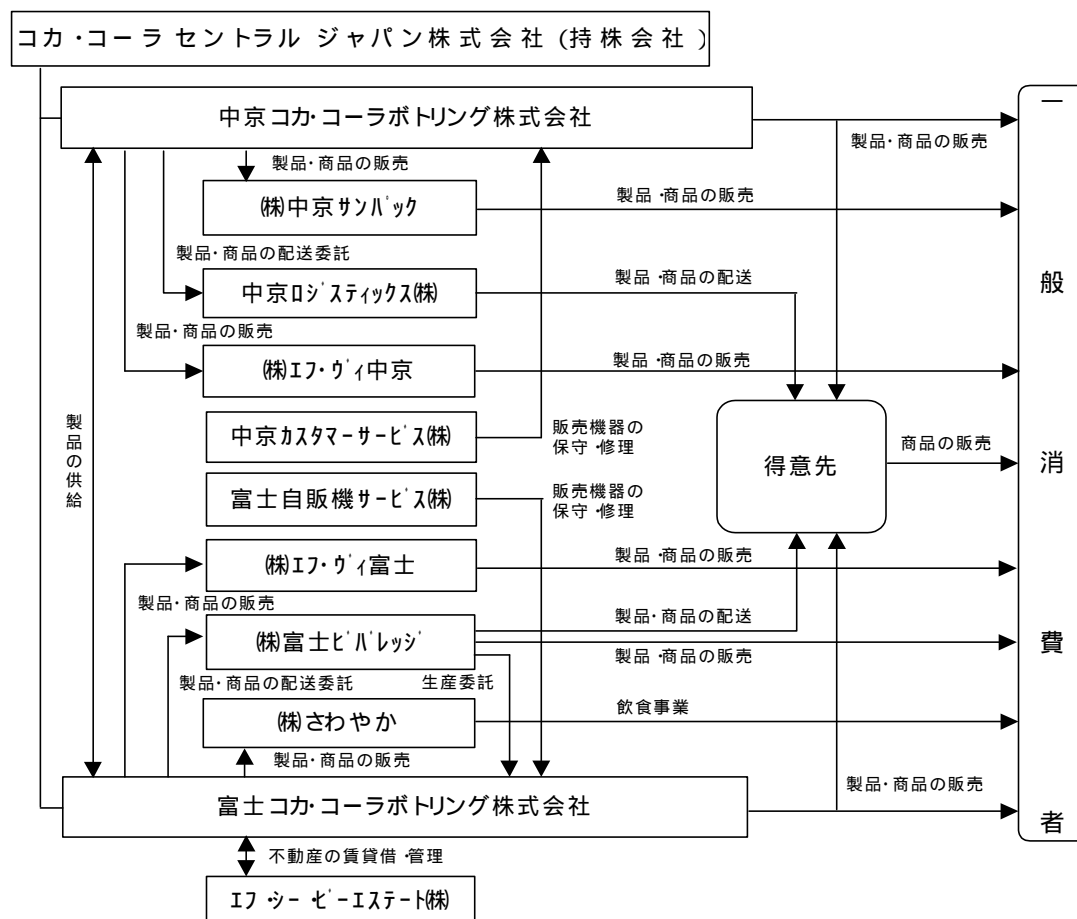 コカ・コーラ セントラル ジャパン株式会社 (持株会社)
中京コカ・コーラボトリング株式会社
製品・商品の販売
製品・商品の販売
㈱中京サンパック
製品・商品の販売
製品・商品の配送委託
中京ロジスティックス㈱
製品・商品の配送
製品・商品の販売
㈱エフ・ヴィ中京
製品・商品の販売
中京カスタマーサービス㈱
販売機器の
保守・修理
得意先
商品の販売
製品の供給
富士自販機サービス㈱
販売機器の
保守・修理
㈱エフ・ヴィ富士
製品・商品の販売
製品・商品の販売
㈱富士ビバレッジ
製品・商品の配送
製品・商品の販売
製品・商品の配送委託
生産委託
㈱さわやか
飲食事業
製品・商品の販売
製品・商品の販売
富士コカ・コーラボトリング株式会社
不動産の賃貸借・管理
エフ・シー・ビーエステート㈱
一般消費者